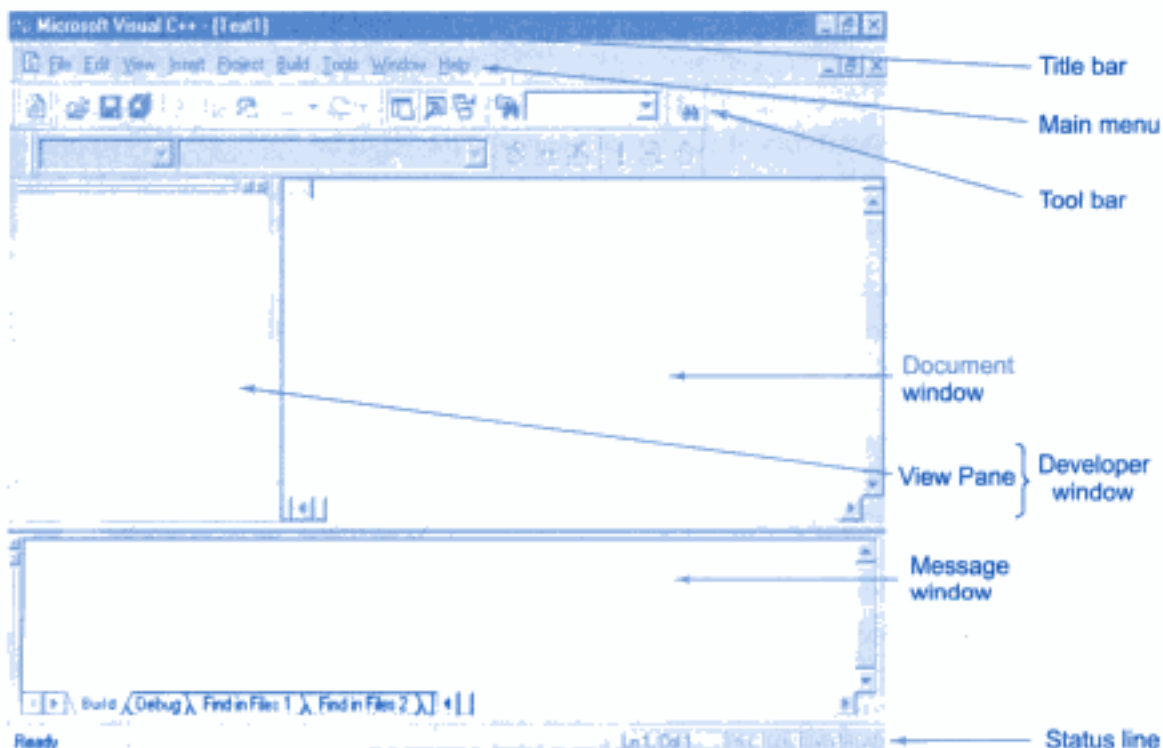 Microsoft Visual C++ - [Text1]
File Edit View Insert Project Build Tools Window Help
Title bar
Main menu
Tool bar
Document
window
View Pane
Developer
window
Message
window
Build
Debug
Find in Files 1
Find in Files 2
Ready
Ln 1, Col 1
Status line